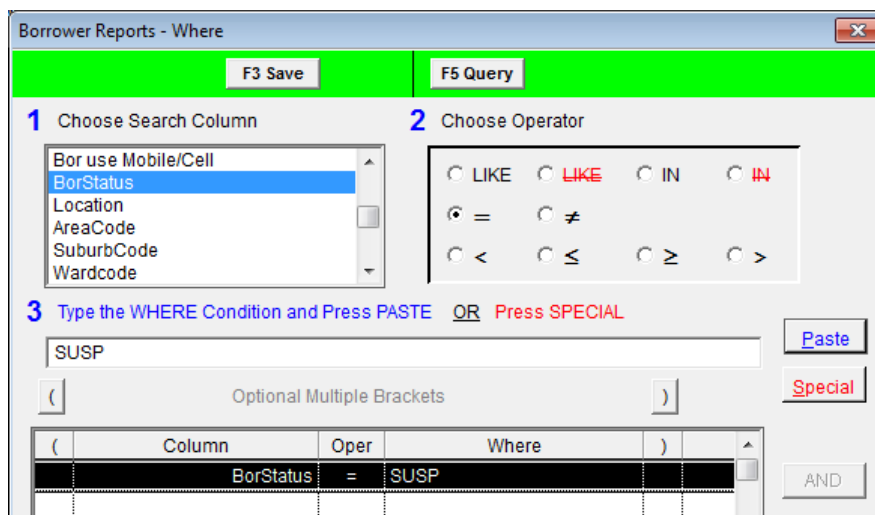 Borrower Reports - Where
F3 Save F5 Query
1 Choose Search Column 2 Choose Operator
Bor use Mobile/Cell
BorStatus
Location
AreaCode
SuburbCode
Wardcode
LIKE LIKE IN IN
= ≠
< ≤ ≥ >
3 Type the WHERE Condition and Press PASTE OR Press SPECIAL
SUSP
Paste
Special
( Optional Multiple Brackets )
( Column Oper Where )
BorStatus = SUSP
AND